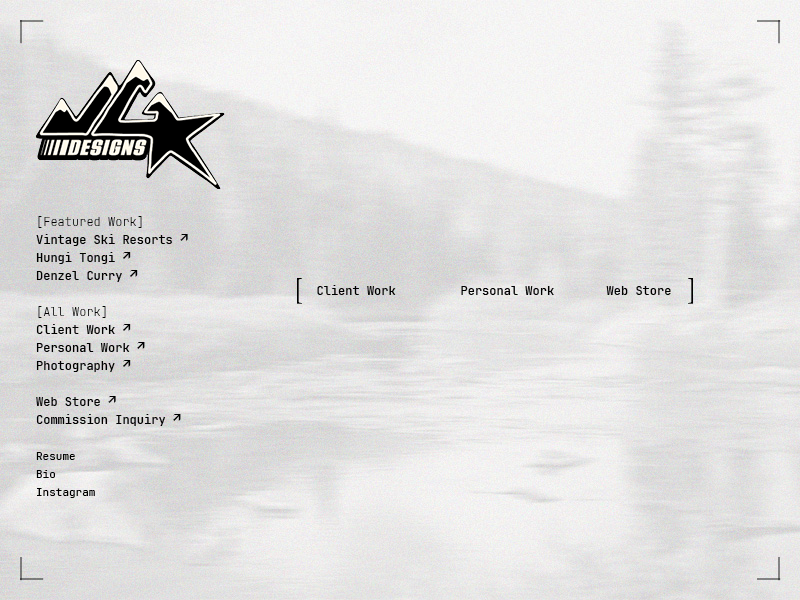 JG
DESIGNS
[Featured Work]
Vintage Ski Resorts ↗
Hungi Tongi ↗
Denzel Curry ↗
[All Work]
Client Work ↗
Personal Work ↗
Photography ↗
Web Store ↗
Commission Inquiry ↗
Resume
Bio
Instagram
[ Client Work Personal Work Web Store ]